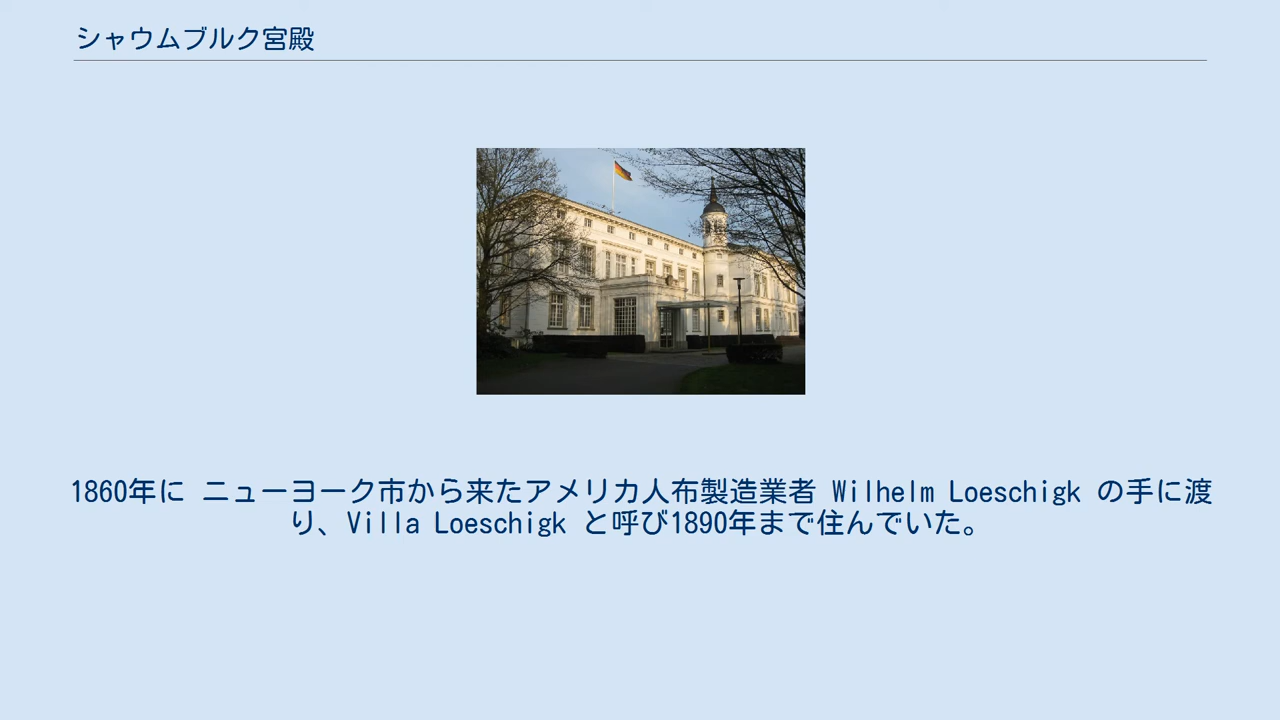 シャウムブルク宮殿
1860年に ニューヨーク市から来たアメリカ人布製造業者 Wilhelm Loeschigk の手に渡
り、Villa Loeschigk と呼び1890年まで住んでいた。